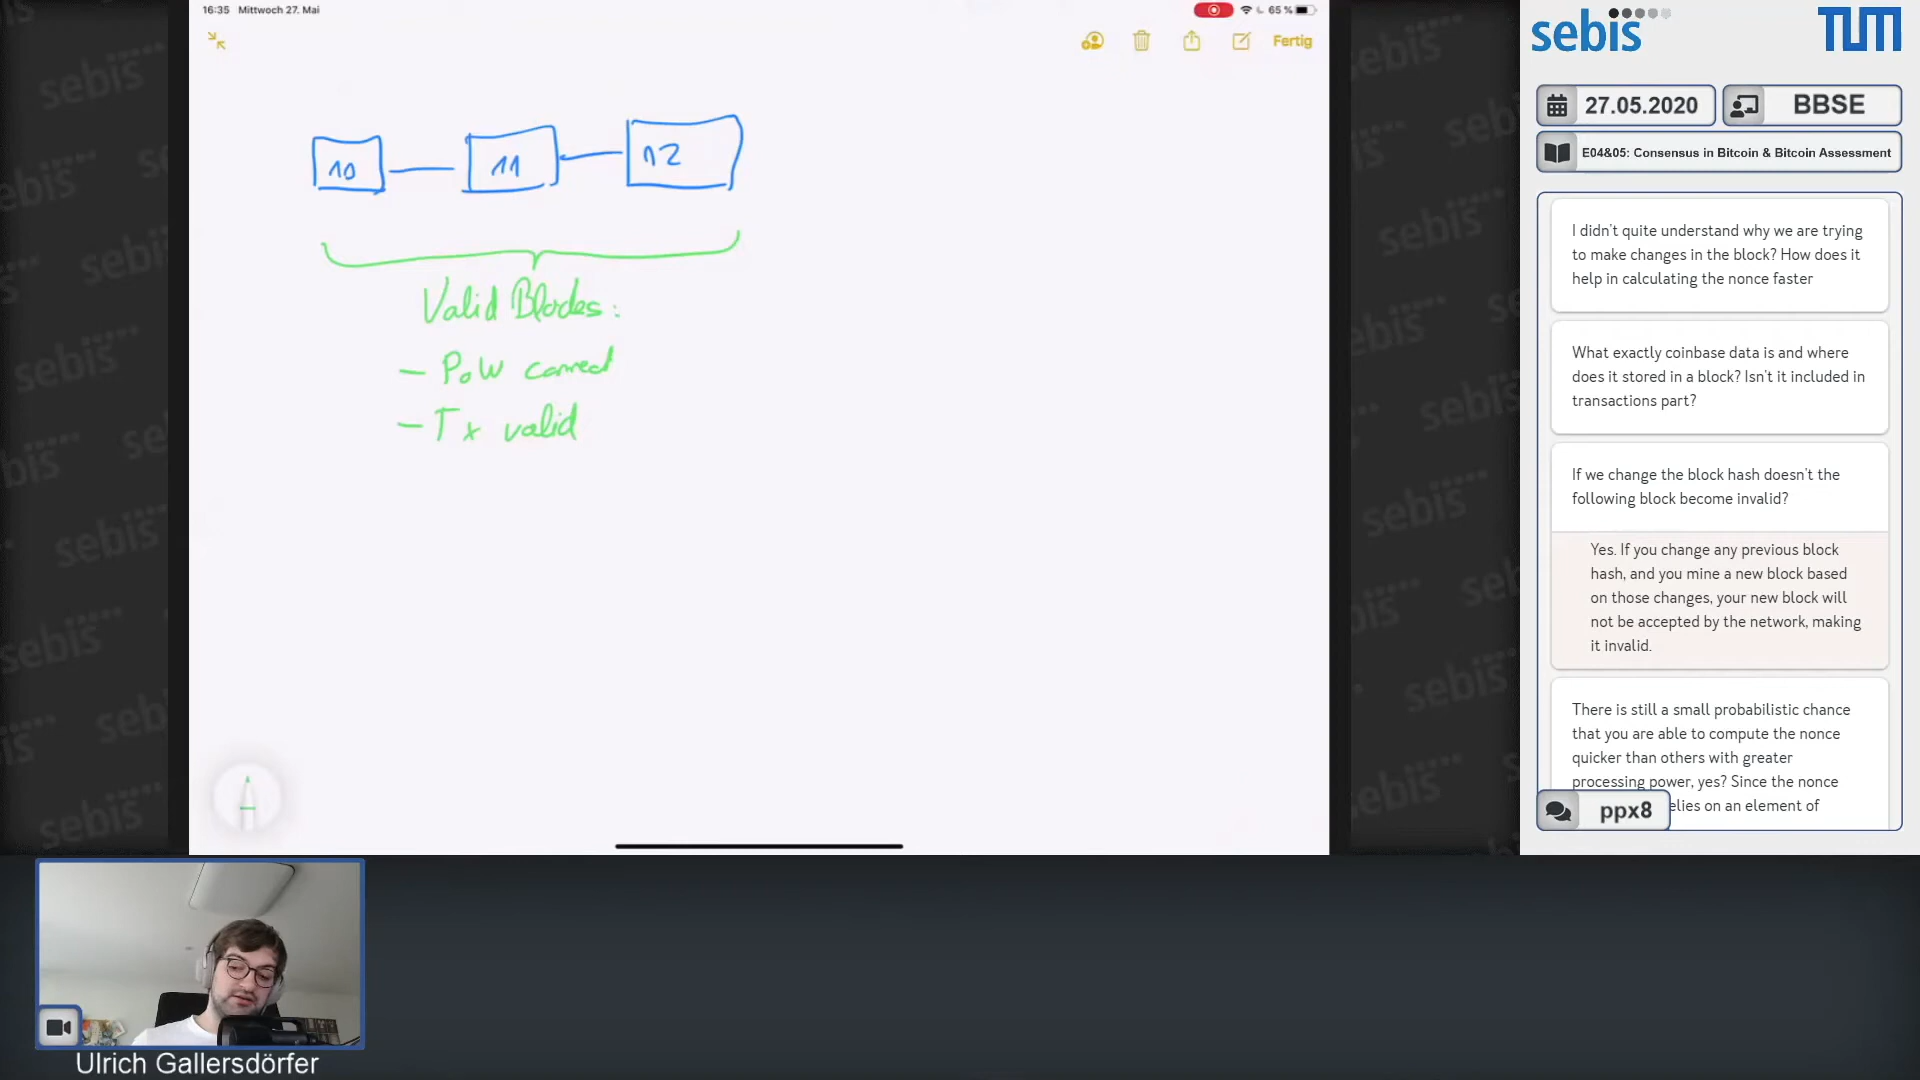 16:35 Mittwoch 27. Mai
65 %
Fertig
10
11
12
Valid Blocks:
- PoW correct
- Tx valid
sebis
TUM
27.05.2020
BBSE
E04&05: Consensus in Bitcoin & Bitcoin Assessment
I didn't quite understand why we are trying
to make changes in the block? How does it
help in calculating the nonce faster
What exactly coinbase data is and where
does it stored in a block? Isn't it included in
transactions part?
If we change the block hash doesn't the
following block become invalid?
Yes. If you change any previous block
hash, and you mine a new block based
on those changes, your new block will
not be accepted by the network, making
it invalid.
There is still a small probabilistic chance
that you are able to compute the nonce
quicker than others with greater
processing power, yes? Since the nonce
elies on an element of
ppx8
Ulrich Gallersdörfer